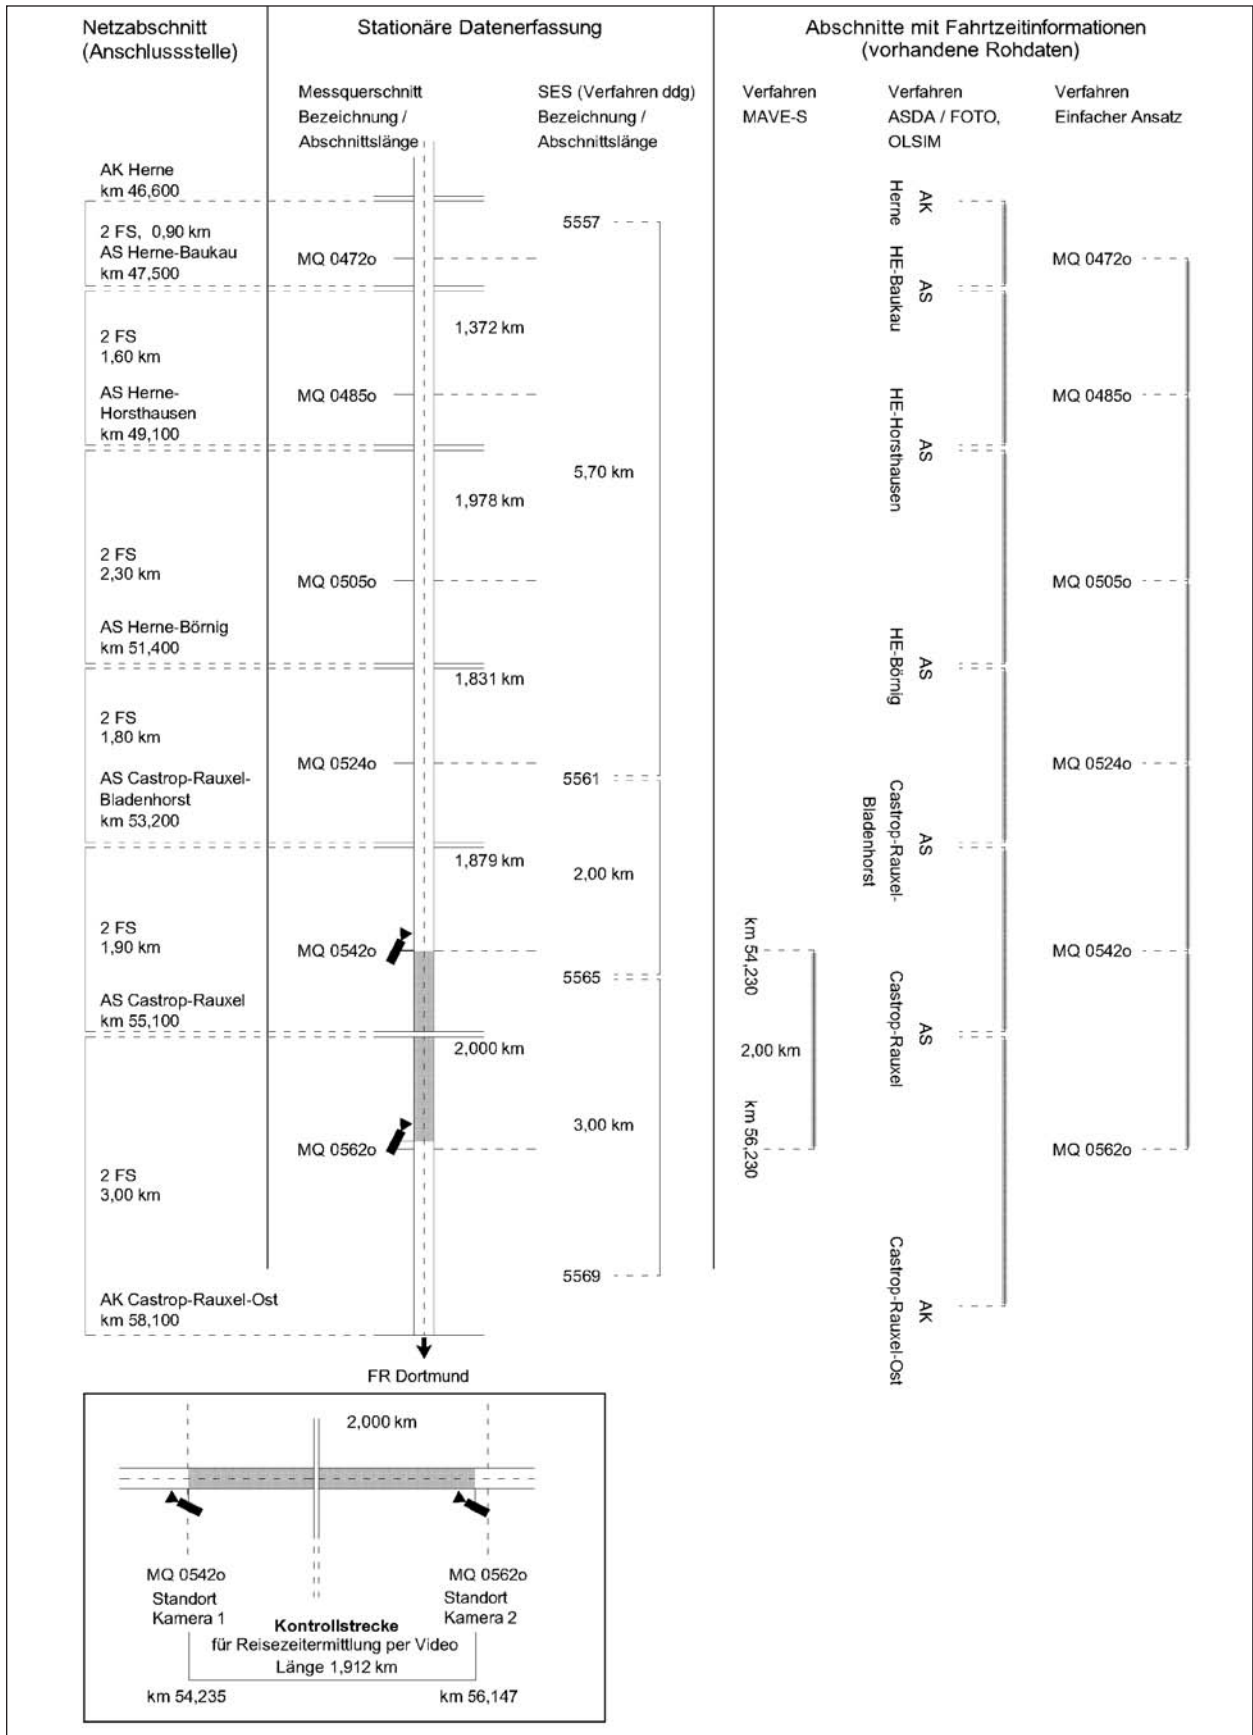 Netzabschnitt
(Anschlussstelle)
Stationäre Datenerfassung
Abschnitte mit Fahrtzeitinformationen
(vorhandene Rohdaten)
Messquerschnitt
Bezeichnung /
Abschnittslänge
SES (Verfahren ddg)
Bezeichnung /
Abschnittslänge
Verfahren
MAVE-S
Verfahren
ASDA / FOTO,
OLSIM
Verfahren
Einfacher Ansatz
AK Herne
km 46,600
2 FS, 0,90 km
AS Herne-Baukau
km 47,500
2 FS
1,60 km
AS Herne-
Horsthausen
km 49,100
2 FS
2,30 km
AS Herne-Börnig
km 51,400
2 FS
1,80 km
AS Castrop-Rauxel-
Bladenhorst
km 53,200
2 FS
1,90 km
AS Castrop-Rauxel
km 55,100
2 FS
3,00 km
AK Castrop-Rauxel-Ost
km 58,100
MQ 0472o
1,372 km
MQ 0485o
1,978 km
MQ 0505o
1,831 km
MQ 0524o
1,879 km
MQ 0542o
2,000 km
MQ 0562o
FR Dortmund
5557
5,70 km
5561
2,00 km
5565
3,00 km
5569
km 54,230
2,00 km
km 56,230
AK
Herne
AS
HE-Baukau
AS
HE-Horsthausen
AS
HE-Börnig
AS
Castrop-Rauxel-
Bladenhorst
AS
Castrop-Rauxel
AK
Castrop-Rauxel-Ost
MQ 0472o
MQ 0485o
MQ 0505o
MQ 0524o
MQ 0542o
MQ 0562o
2,000 km
MQ 0542o
Standort
Kamera 1
MQ 0562o
Standort
Kamera 2
Kontrollstrecke
für Reisezeitermittlung per Video
Länge 1,912 km
km 54,235
km 56,147